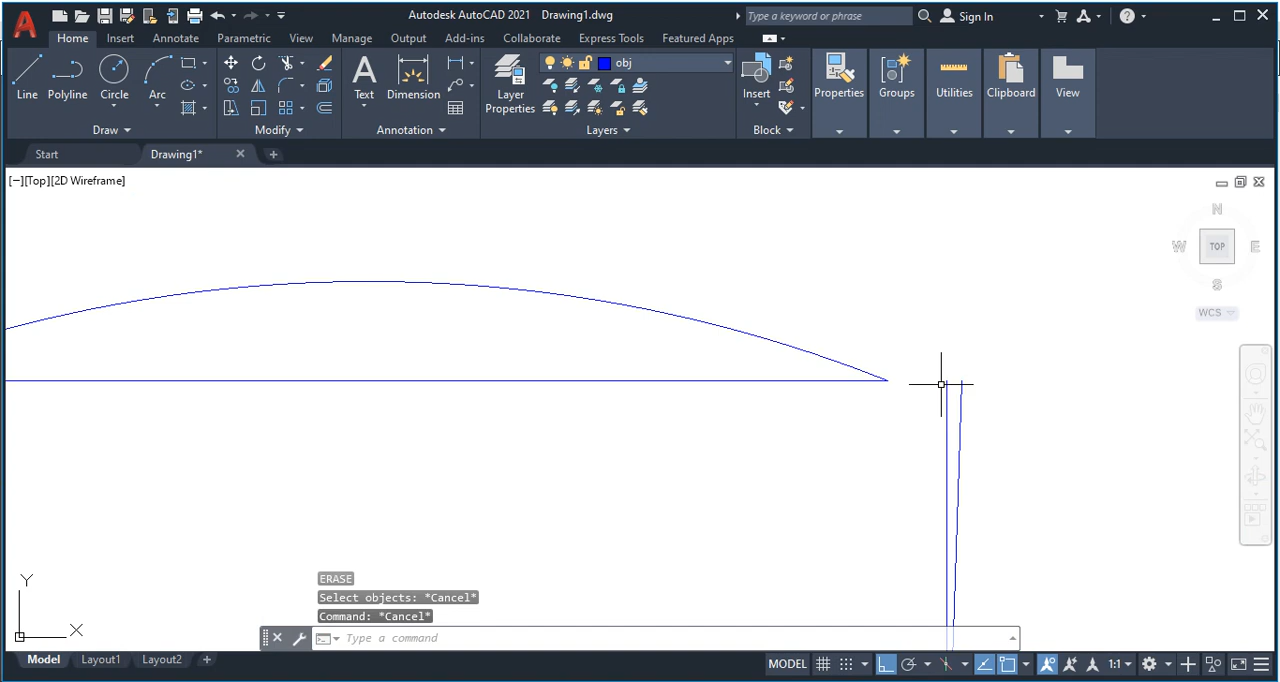 Autodesk AutoCAD 2021 Drawing1.dwg
Type a keyword or phrase
Sign In
Home Insert Annotate Parametric View Manage Output Add-ins Collaborate Express Tools Featured Apps
obj
Line Polyline Circle Arc
Text Dimension
Layer
Properties
Insert
Properties Groups Utilities Clipboard View
Draw Modify Annotation Layers Block
Start Drawing1*
[−][Top][2D Wireframe]
N
W TOP E
S
WCS
Y
X
ERASE
Select objects: *Cancel*
Command: *Cancel*
Type a command
Model Layout1 Layout2
MODEL
1:1